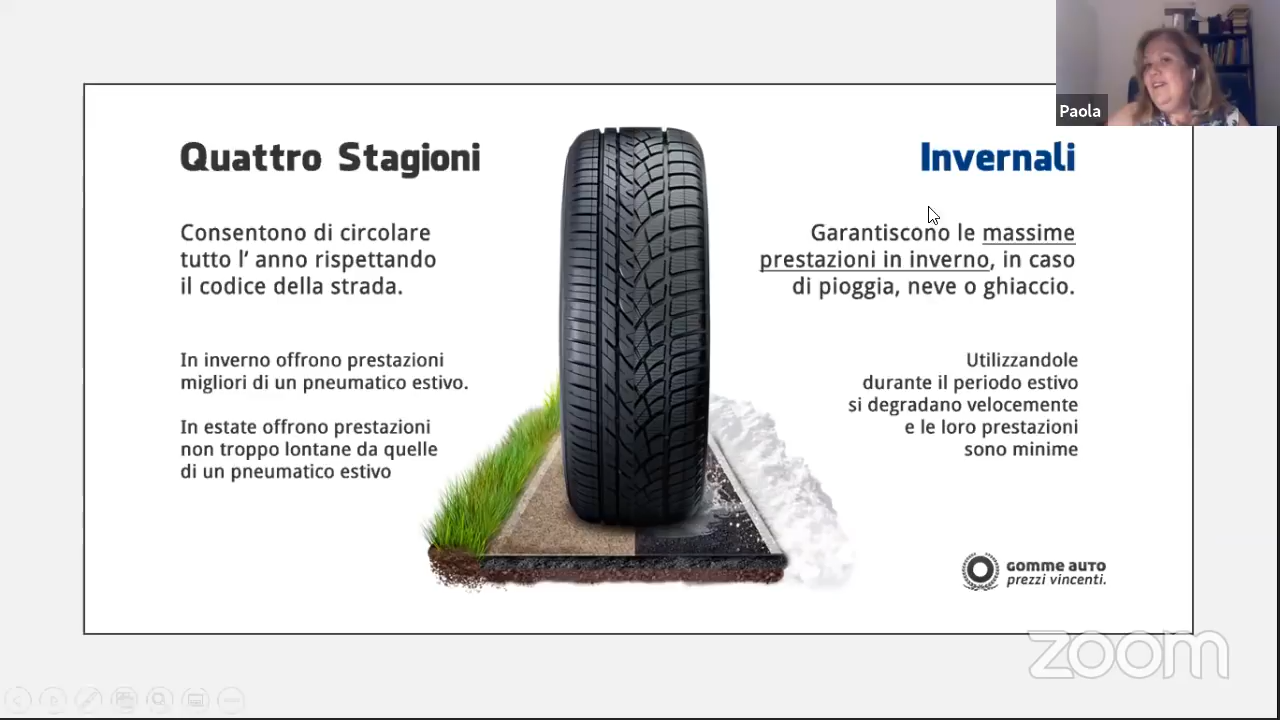 Paola
Quattro Stagioni
Consentono di circolare
tutto l’ anno rispettando
il codice della strada.
In inverno offrono prestazioni
migliori di un pneumatico estivo.
In estate offrono prestazioni
non troppo lontane da quelle
di un pneumatico estivo
Invernali
Garantiscono le massime
prestazioni in inverno, in caso
di pioggia, neve o ghiaccio.
Utilizzandole
durante il periodo estivo
si degradano velocemente
e le loro prestazioni
sono minime
GOMME AUTO
prezzi vincenti.
zoom